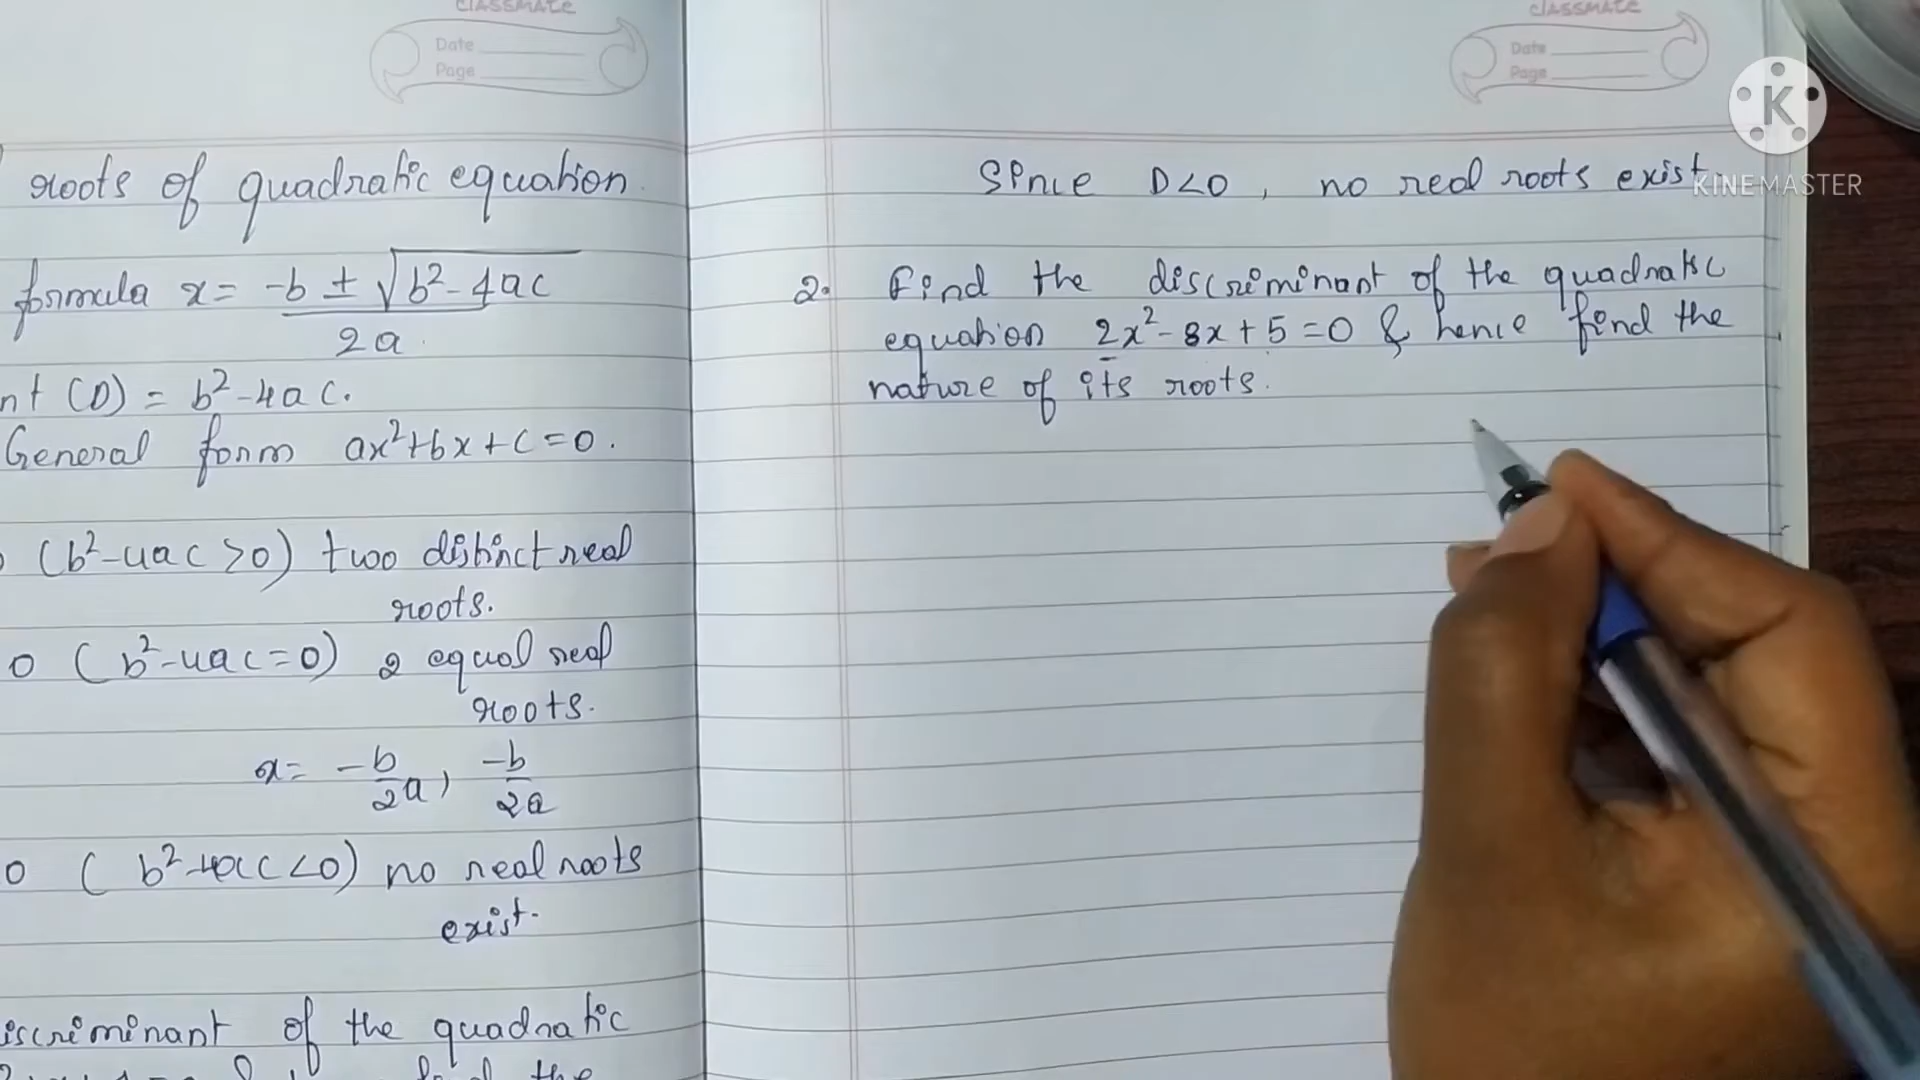 classmate
Date
Page
roots of quadratic equation.
formula x = -b ± √b² - 4ac
2a.
nt (D) = b² - 4ac.
General form ax² + bx + c = 0.
(b² - 4ac > 0) two distinct real
roots.
0 (b² - 4ac = 0) 2 equal real
roots.
x = -b/2a, -b/2a
0 (b² - 4ac < 0) no real roots
exist.
iscriminant of the quadratic
the
classmate
Date
Page
K
KINEMASTER
Since D<0, no real roots exist.
2. Find the discriminant of the quadratic
equation 2x² - 8x + 5 = 0 & hence find the
nature of its roots.